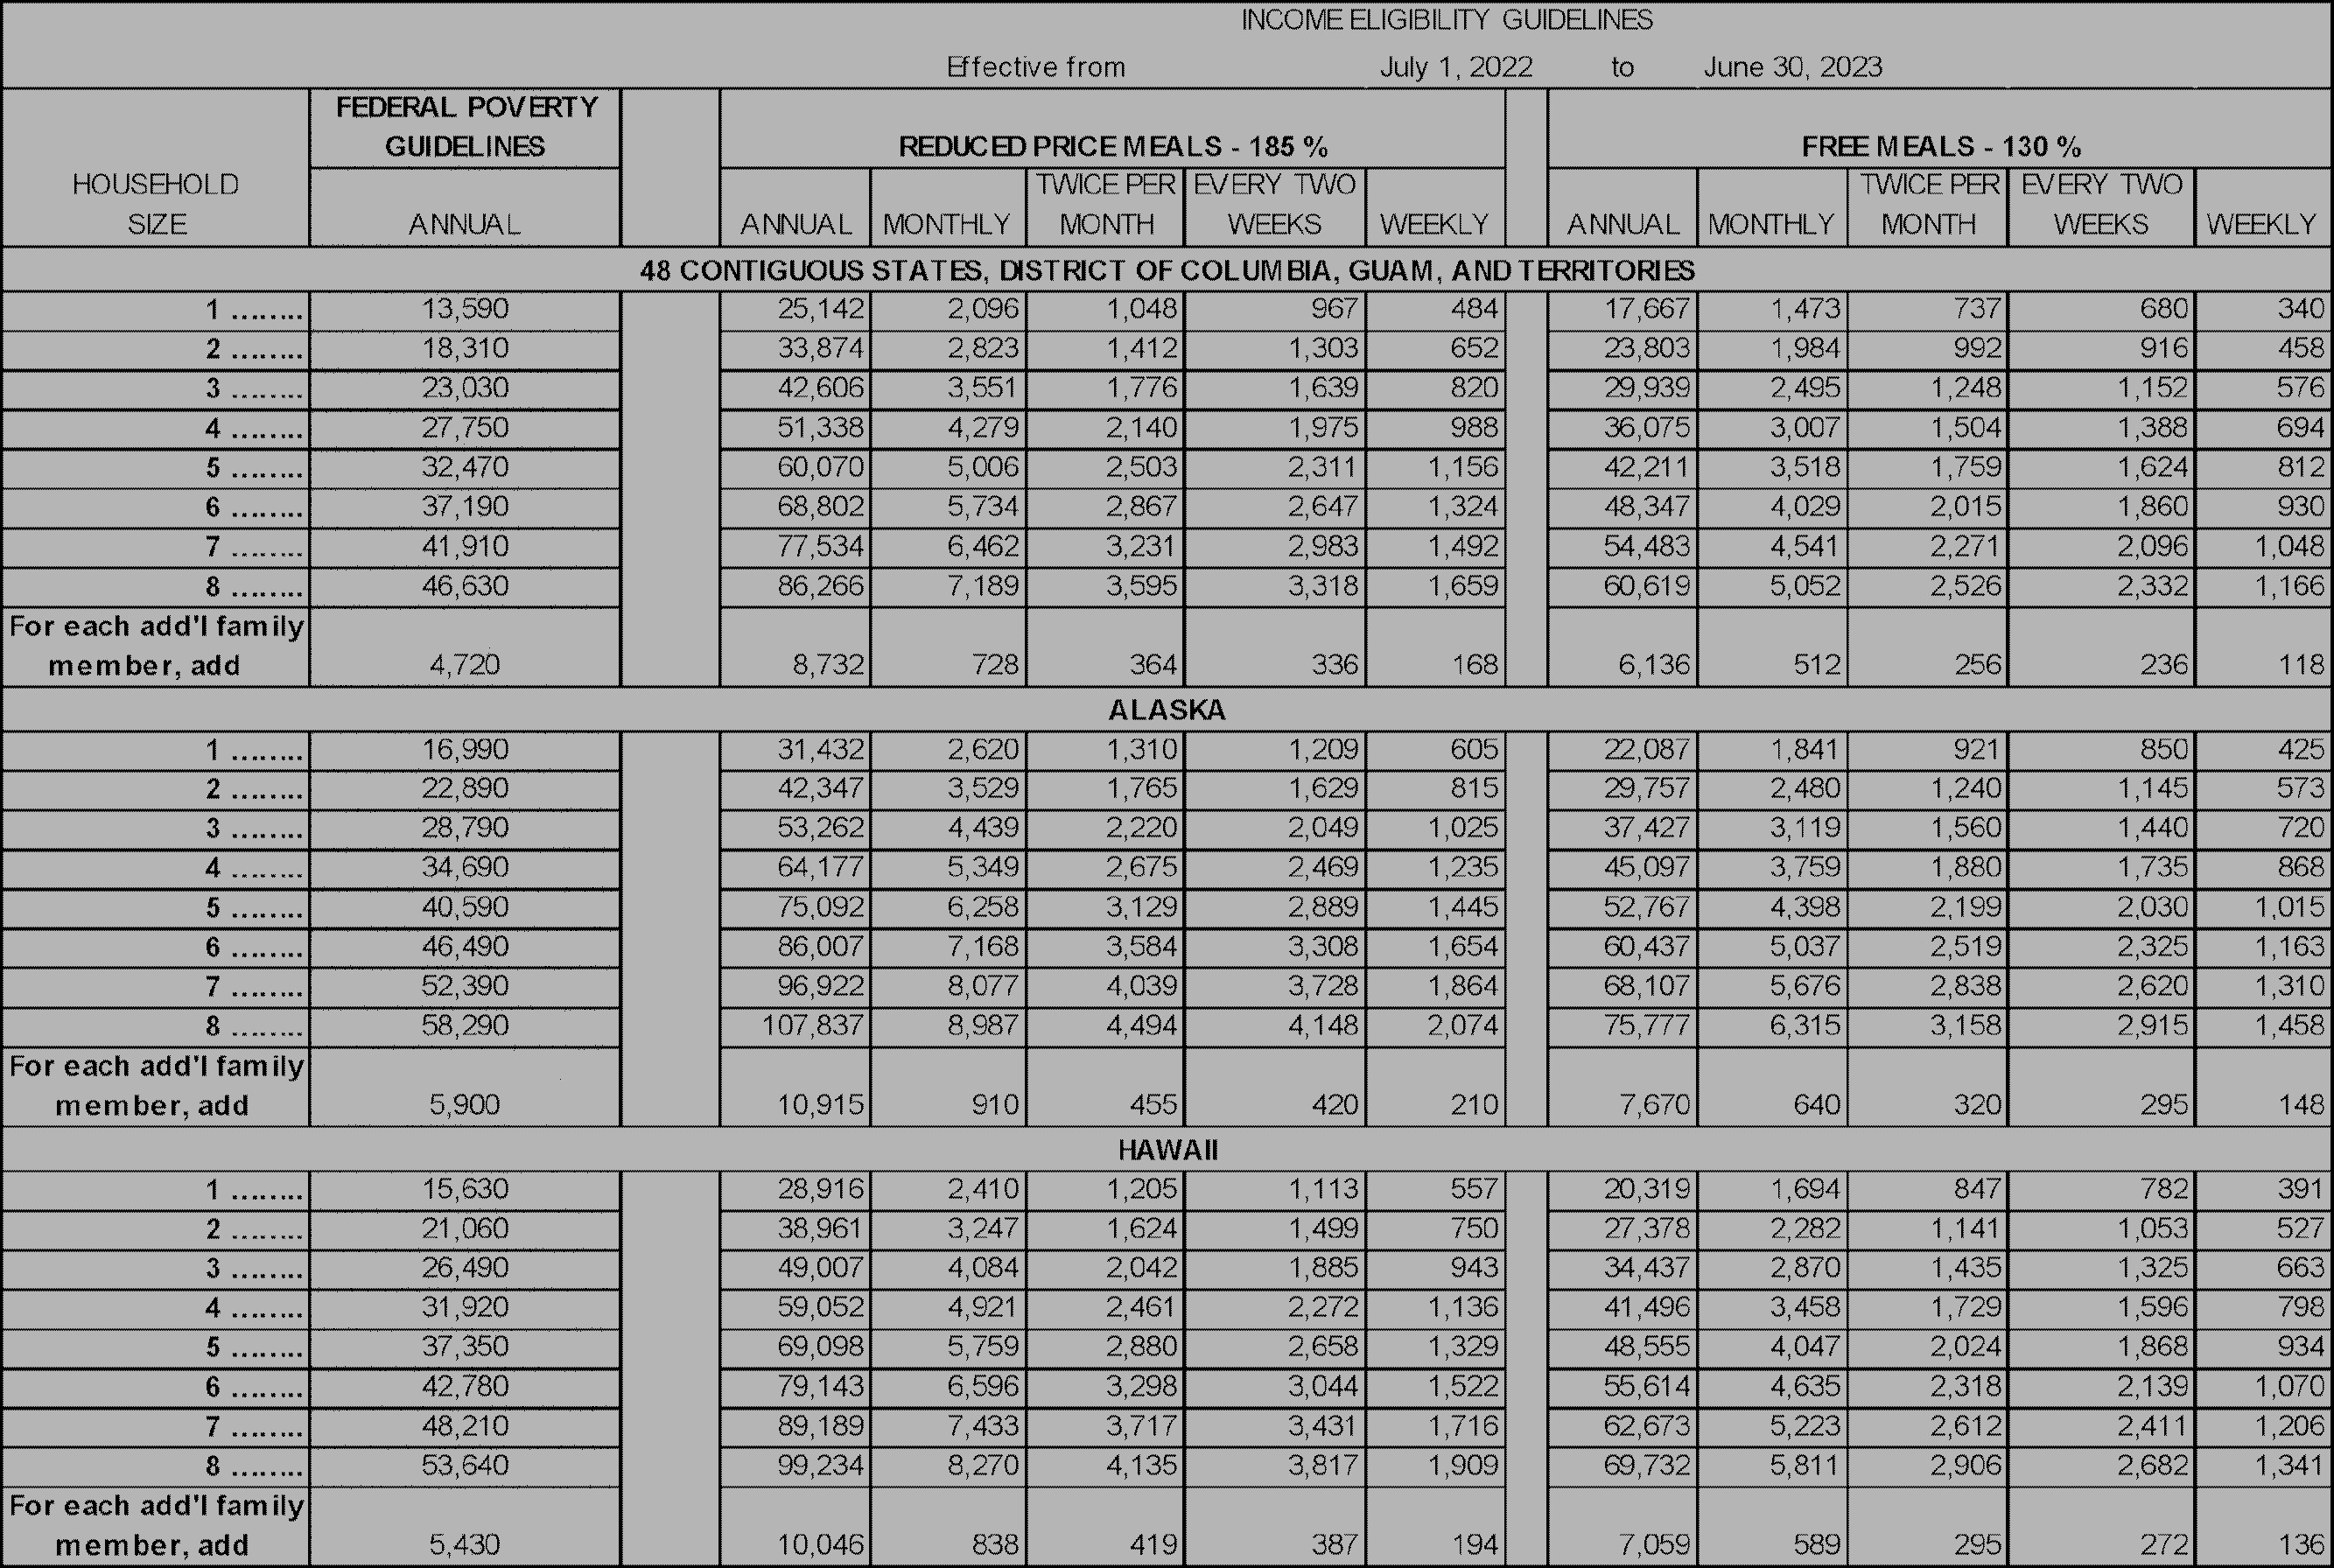 INCOME ELIGIBILITY GUIDELINES
Effective from July 1, 2022 to June 30, 2023
FEDERAL POVERTY
GUIDELINES REDUCED PRICE MEALS - 185 % FREE MEALS - 130 %
HOUSEHOLD TWICE PER EVERY TWO TWICE PER EVERY TWO
SIZE ANNUAL ANNUAL MONTHLY MONTH WEEKS WEEKLY ANNUAL MONTHLY MONTH WEEKS WEEKLY
48 CONTIGUOUS STATES, DISTRICT OF COLUMBIA, GUAM, AND TERRITORIES
1 ........ 13,590 25,142 2,096 1,048 967 484 17,667 1,473 737 680 340
2 ........ 18,310 33,874 2,823 1,412 1,303 652 23,803 1,984 992 916 458
3 ........ 23,030 42,606 3,551 1,776 1,639 820 29,939 2,495 1,248 1,152 576
4 ........ 27,750 51,338 4,279 2,140 1,975 988 36,075 3,007 1,504 1,388 694
5 ........ 32,470 60,070 5,006 2,503 2,311 1,156 42,211 3,518 1,759 1,624 812
6 ........ 37,190 68,802 5,734 2,867 2,647 1,324 48,347 4,029 2,015 1,860 930
7 ........ 41,910 77,534 6,462 3,231 2,983 1,492 54,483 4,541 2,271 2,096 1,048
8 ........ 46,630 86,266 7,189 3,595 3,318 1,659 60,619 5,052 2,526 2,332 1,166
For each add'l family
member, add 4,720 8,732 728 364 336 168 6,136 512 256 236 118
ALASKA
1 ........ 16,990 31,432 2,620 1,310 1,209 605 22,087 1,841 921 850 425
2 ........ 22,890 42,347 3,529 1,765 1,629 815 29,757 2,480 1,240 1,145 573
3 ........ 28,790 53,262 4,439 2,220 2,049 1,025 37,427 3,119 1,560 1,440 720
4 ........ 34,690 64,177 5,349 2,675 2,469 1,235 45,097 3,759 1,880 1,735 868
5 ........ 40,590 75,092 6,258 3,129 2,889 1,445 52,767 4,398 2,199 2,030 1,015
6 ........ 46,490 86,007 7,168 3,584 3,308 1,654 60,437 5,037 2,519 2,325 1,163
7 ........ 52,390 96,922 8,077 4,039 3,728 1,864 68,107 5,676 2,838 2,620 1,310
8 ........ 58,290 107,837 8,987 4,494 4,148 2,074 75,777 6,315 3,158 2,915 1,458
For each add'l family
member, add 5,900 10,915 910 455 420 210 7,670 640 320 295 148
HAWAII
1 ........ 15,630 28,916 2,410 1,205 1,113 557 20,319 1,694 847 782 391
2 ........ 21,060 38,961 3,247 1,624 1,499 750 27,378 2,282 1,141 1,053 527
3 ........ 26,490 49,007 4,084 2,042 1,885 943 34,437 2,870 1,435 1,325 663
4 ........ 31,920 59,052 4,921 2,461 2,272 1,136 41,496 3,458 1,729 1,596 798
5 ........ 37,350 69,098 5,759 2,880 2,658 1,329 48,555 4,047 2,024 1,868 934
6 ........ 42,780 79,143 6,596 3,298 3,044 1,522 55,614 4,635 2,318 2,139 1,070
7 ........ 48,210 89,189 7,433 3,717 3,431 1,716 62,673 5,223 2,612 2,411 1,206
8 ........ 53,640 99,234 8,270 4,135 3,817 1,909 69,732 5,811 2,906 2,682 1,341
For each add'l family
member, add 5,430 10,046 838 419 387 194 7,059 589 295 272 136